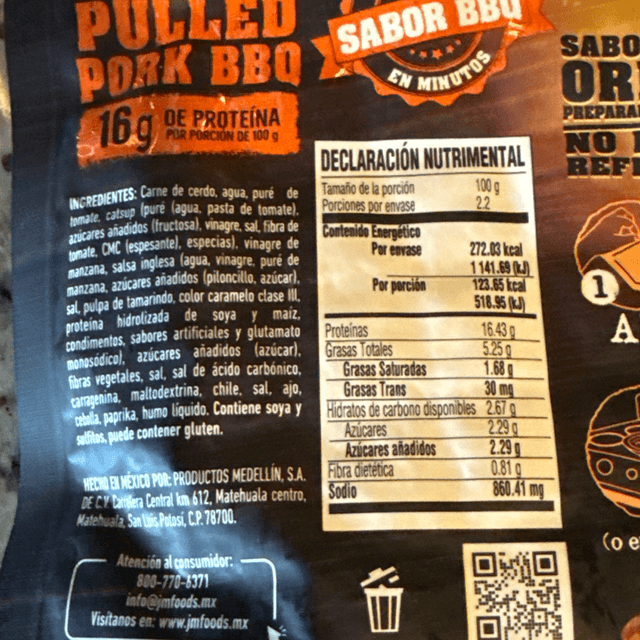 PULLED
PORK BBQ
16 g DE PROTEÍNA
POR PORCIÓN DE 100 g
SABOR BBQ
EN MINUTOS
INGREDIENTES: Carne de cerdo, agua, puré de
tomate, catsup (puré (agua, pasta de tomate),
azúcares añadidos (fructosa), vinagre, sal, fibra de
tomate, CMC (espesante), especias), vinagre de
manzana, salsa inglesa (agua, vinagre, puré de
manzana, azúcares añadidos (piloncillo, azúcar),
sal, pulpa de tamarindo, color caramelo clase III,
proteína hidrolizada de soya y maíz,
condimentos, sabores artificiales y glutamato
monosódico), azúcares añadidos (azúcar),
fibras vegetales, sal, sal de ácido carbónico,
carragenina, maltodextrina, chile, sal, ajo,
cebolla, paprika, humo líquido. Contiene soya y
sulfitos, puede contener gluten.
HECHO EN MÉXICO POR: PRODUCTOS MEDELLÍN, S.A.
DE C.V. Carretera Central km 612, Matehuala centro,
Matehuala, San Luis Potosí, C.P. 78700.
Atención al consumidor:
800-770-6371
info@jmfoods.mx
Visítanos en: www.jmfoods.mx
DECLARACIÓN NUTRIMENTAL
Tamaño de la porción 100 g
Porciones por envase 2.2
Contenido Energético
Por envase 272.03 kcal
1 141.69 (kJ)
Por porción 123.65 kcal
518.95 (kJ)
Proteínas 16.43 g
Grasas Totales 5.25 g
Grasas Saturadas 1.68 g
Grasas Trans 30 mg
Hidratos de carbono disponibles 2.67 g
Azúcares 2.29 g
Azúcares añadidos 2.29 g
Fibra dietética 0.81 g
Sodio 860.41 mg
SABO
PREPARA
NO
REFR
1
A
(o e